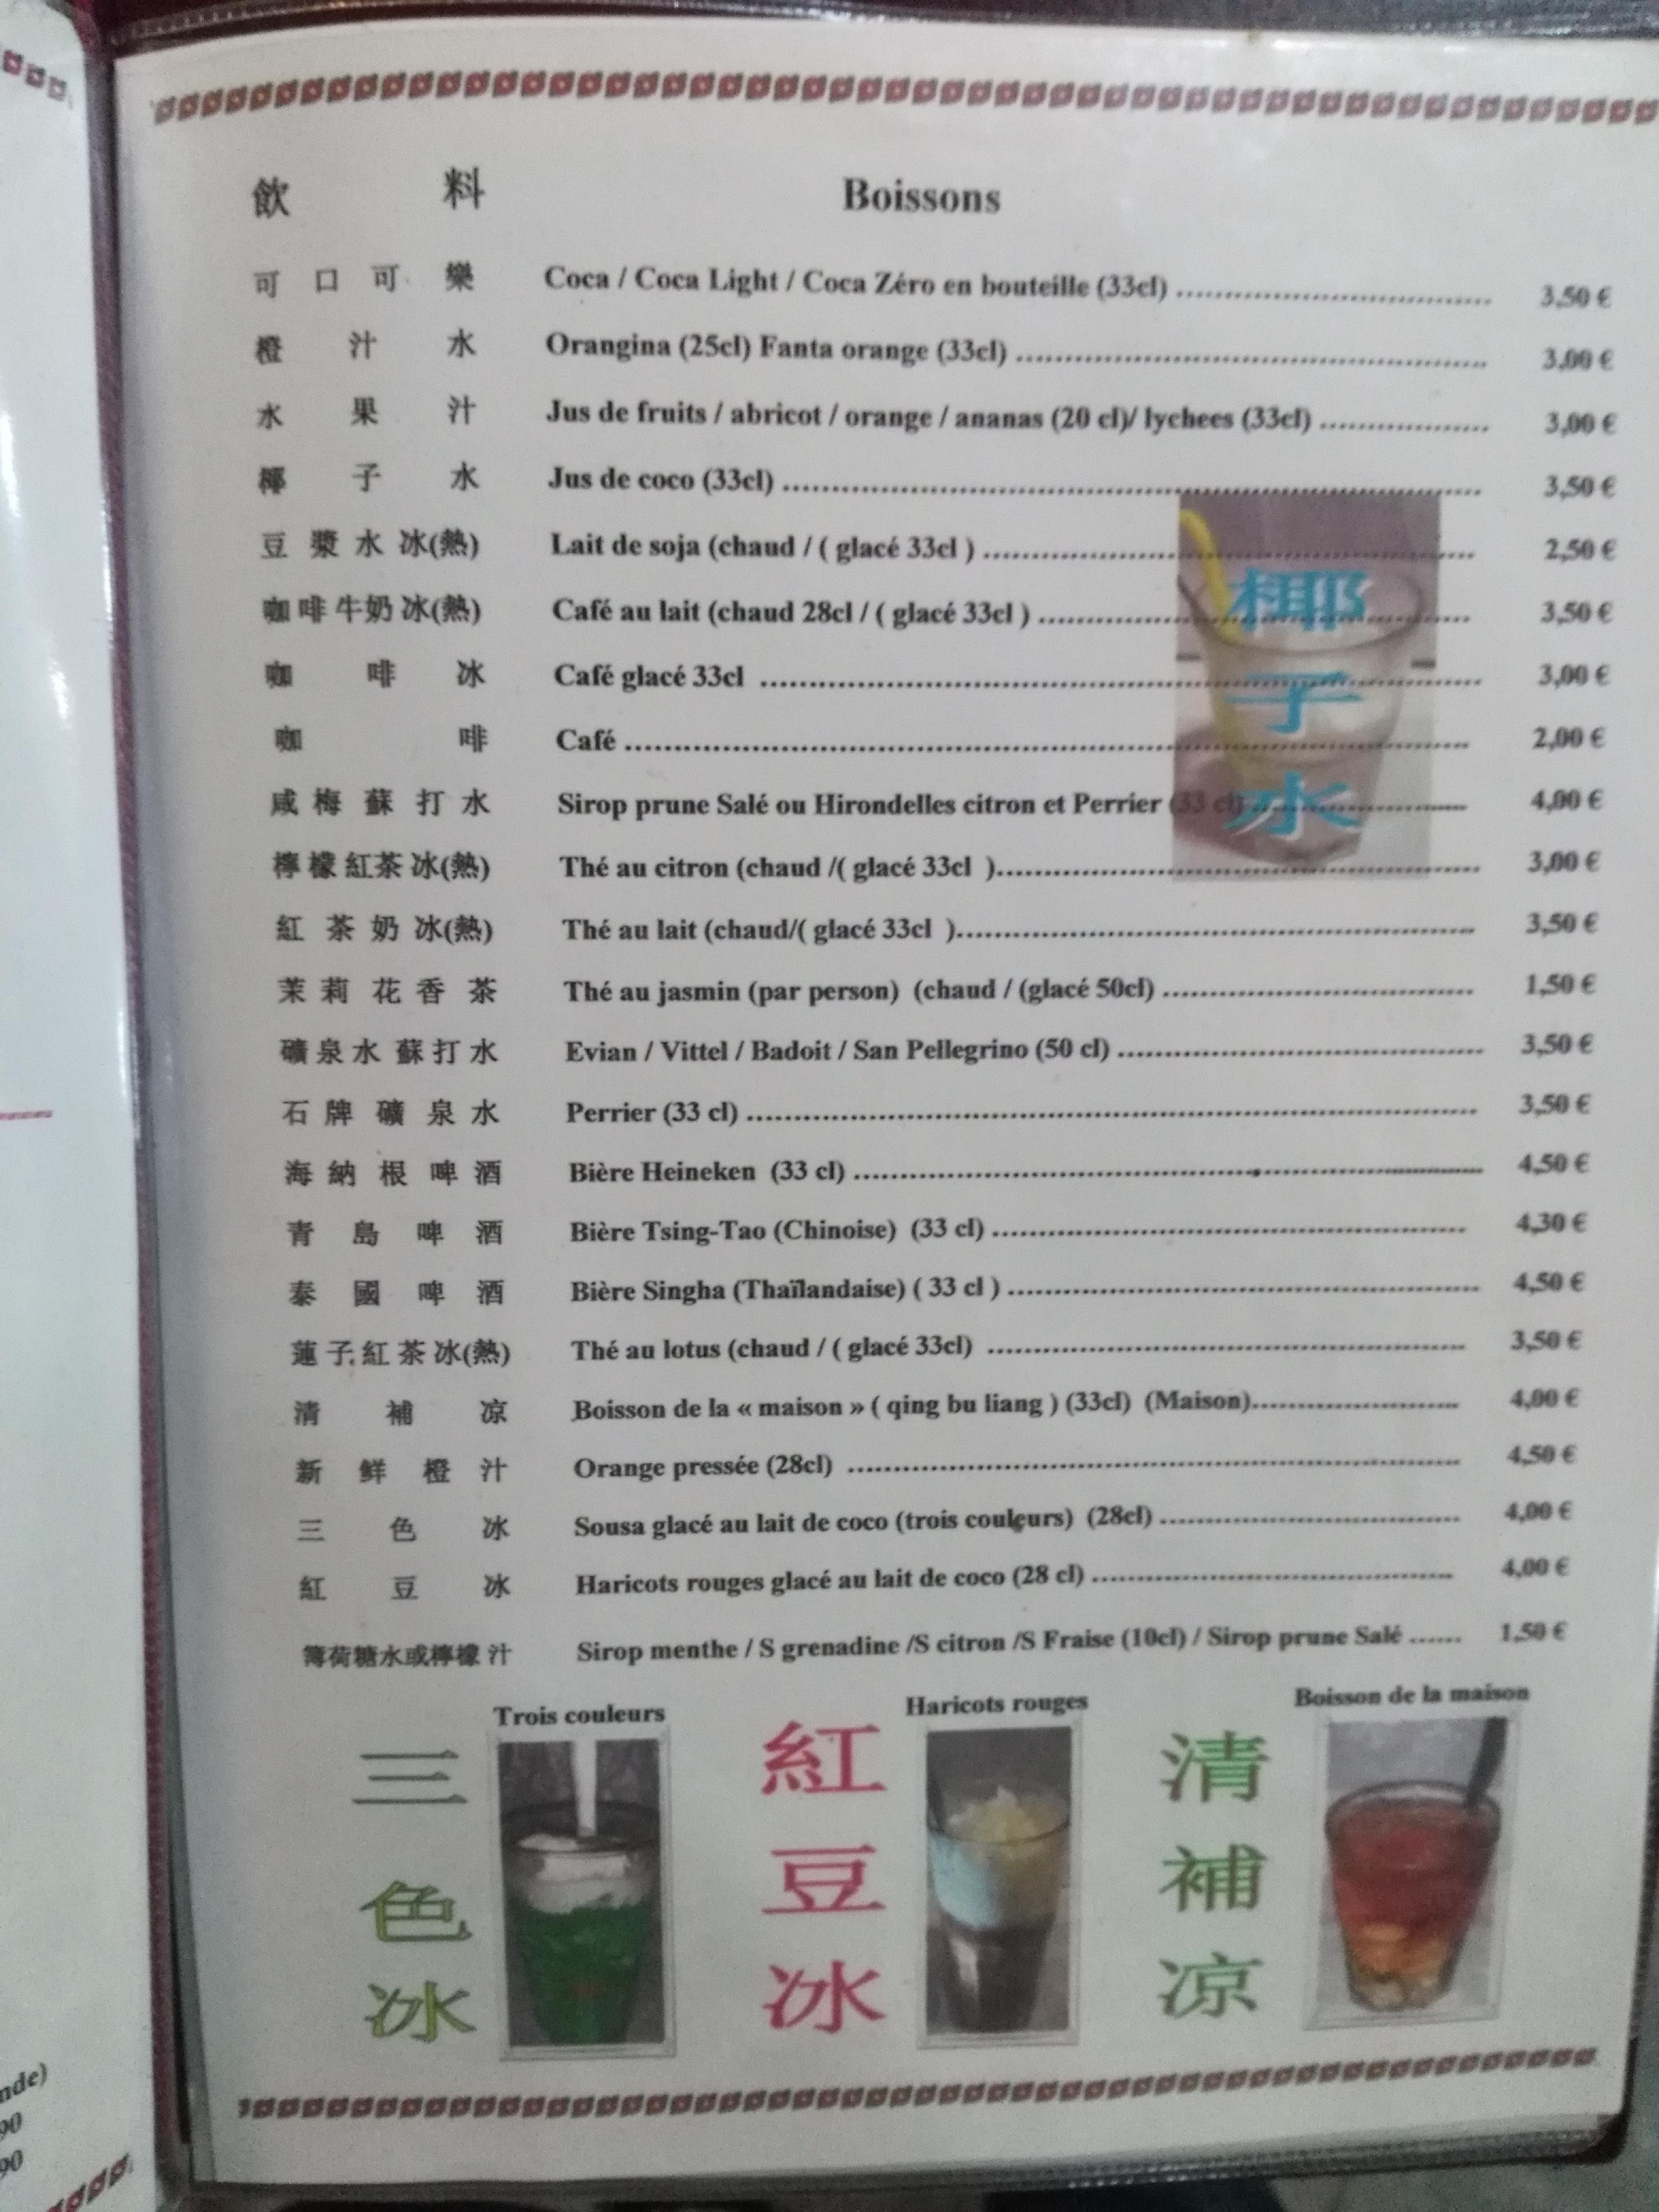 飲 料 Boissons
可 口 可 樂 Coca / Coca Light / Coca Zéro en bouteille (33cl) 3,50 €
橙 汁 水 Orangina (25cl) Fanta orange (33cl) 3,00 €
水 果 汁 Jus de fruits / abricot / orange / ananas (20 cl)/ lychees (33cl) 3,00 €
椰 子 水 Jus de coco (33cl) 3,50 €
豆 漿 水 冰(熱) Lait de soja (chaud / ( glacé 33cl ) 2,50 €
咖 啡 牛奶 冰(熱) Café au lait (chaud 28cl / ( glacé 33cl ) 3,50 €
咖 啡 冰 Café glacé 33cl 3,00 €
咖 啡 Café 2,00 €
咸 梅 蘇 打 水 Sirop prune Salé ou Hirondelles citron et Perrier (33 cl) 4,00 €
檸 檬 紅茶 冰(熱) Thé au citron (chaud /( glacé 33cl ) 3,00 €
紅 茶 奶 冰(熱) Thé au lait (chaud/( glacé 33cl ) 3,50 €
茉 莉 花 香 茶 Thé au jasmin (par person) (chaud / (glacé 50cl) 1,50 €
礦 泉 水 蘇 打 水 Evian / Vittel / Badoit / San Pellegrino (50 cl) 3,50 €
石 牌 礦 泉 水 Perrier (33 cl) 3,50 €
海 納 根 啤 酒 Bière Heineken (33 cl) 4,50 €
青 島 啤 酒 Bière Tsing-Tao (Chinoise) (33 cl) 4,30 €
泰 國 啤 酒 Bière Singha (Thaïlandaise) ( 33 cl ) 4,50 €
蓮 子 紅 茶 冰(熱) Thé au lotus (chaud / ( glacé 33cl) 3,50 €
清 補 凉 Boisson de la « maison » ( qing bu liang ) (33cl) (Maison) 4,00 €
新 鮮 橙 汁 Orange pressée (28cl) 4,50 €
三 色 冰 Sousa glacé au lait de coco (trois couleurs) (28cl) 4,00 €
紅 豆 冰 Haricots rouges glacé au lait de coco (28 cl) 4,00 €
薄荷糖水或檸檬 汁 Sirop menthe / S grenadine /S citron /S Fraise (10cl) / Sirop prune Salé 1,50 €
椰子水
Trois couleurs
三色冰
Haricots rouges
紅豆冰
Boisson de la maison
清補凉
nde)
90
90